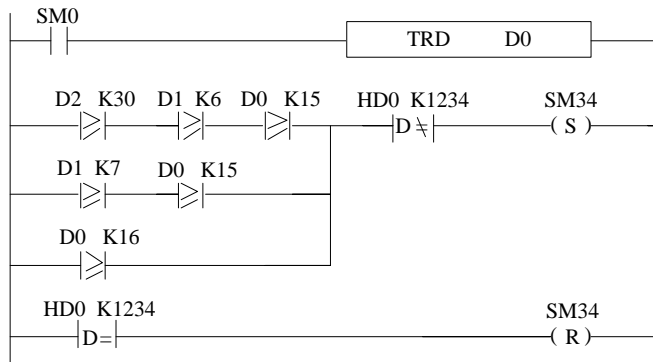 SM0
TRD D0
D2 K30 D1 K6 D0 K15 HD0 K1234 SM34
≥ ≥ ≥ D≠ ( S )
D1 K7 D0 K15
≥ ≥
D0 K16
≥
HD0 K1234 SM34
D= ( R )